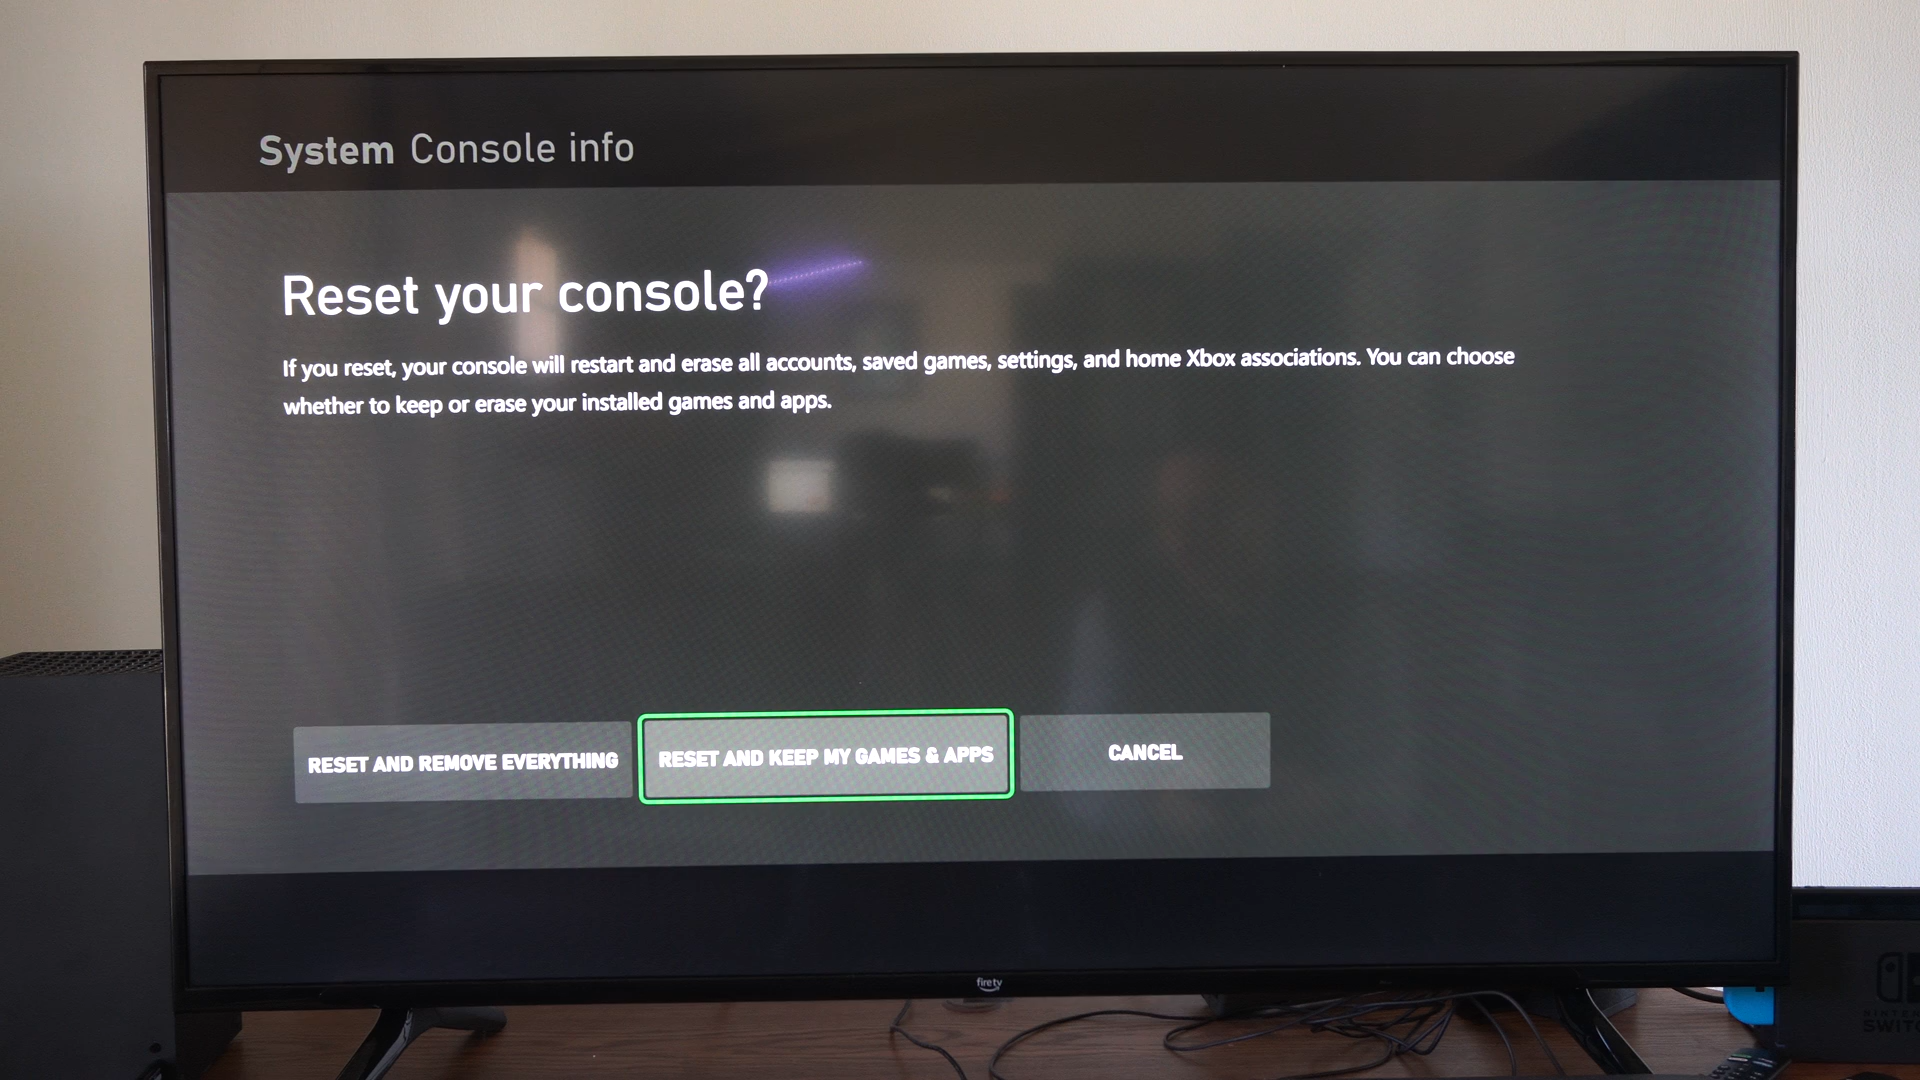 System Console info
Reset your console?
If you reset, your console will restart and erase all accounts, saved games, settings, and home Xbox associations. You can choose
whether to keep or erase your installed games and apps.
RESET AND REMOVE EVERYTHING
RESET AND KEEP MY GAMES & APPS
CANCEL
firetv